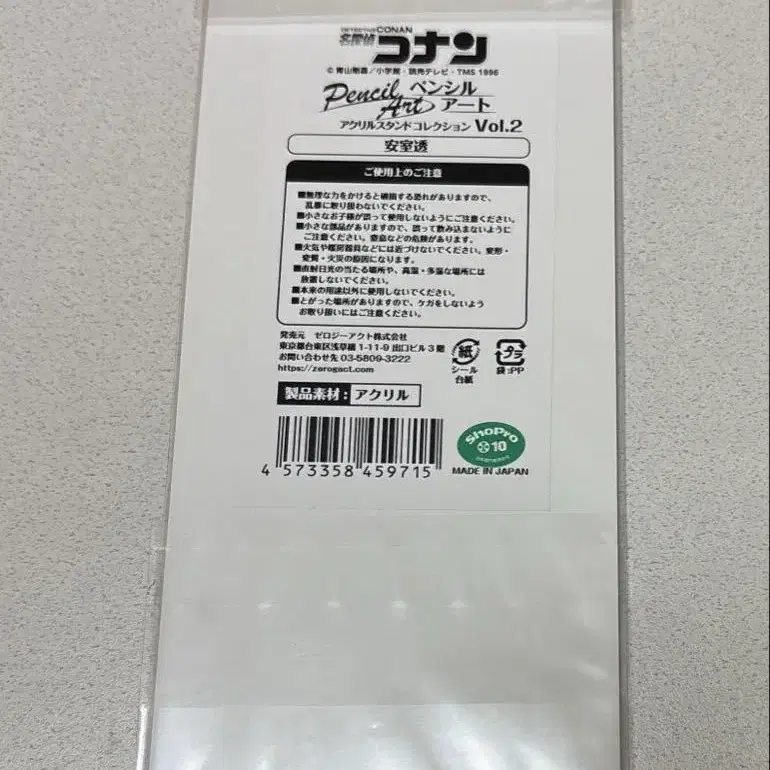 DETECTIVE CONAN
名探偵コナン
© 青山剛昌／小学館・読売テレビ・TMS 1996
Pencil Art ペンシルアート
アクリルスタンドコレクション Vol.2
安室透
ご使用上のご注意
■無理な力をかけると破損する恐れがありますので、
乱暴に取り扱わないでください。
■小さなお子様が誤って使用しないようにご注意ください。
■小さな部品がありますので、誤って飲み込まないように
ご注意ください。窒息などの危険があります。
■火気や暖房器具などには近づけないでください。変形・
変質・火災の原因になります。
■直射日光の当たる場所や、高温・多湿な場所には
放置しないでください。
■本来の用途以外に使用しないでください。
■とがった場所がありますので、ケガをしないよう
お取り扱いにはご注意ください。
発売元 ゼロジーアクト株式会社
東京都台東区浅草橋 1-11-9 出口ビル 3 階
お問い合わせ先 03-5809-3222
https://zerogact.com
紙
シール
台紙
プラ
袋:PP
製品素材： アクリル
4 573358 459715
ShoPro
10
MADE IN JAPAN